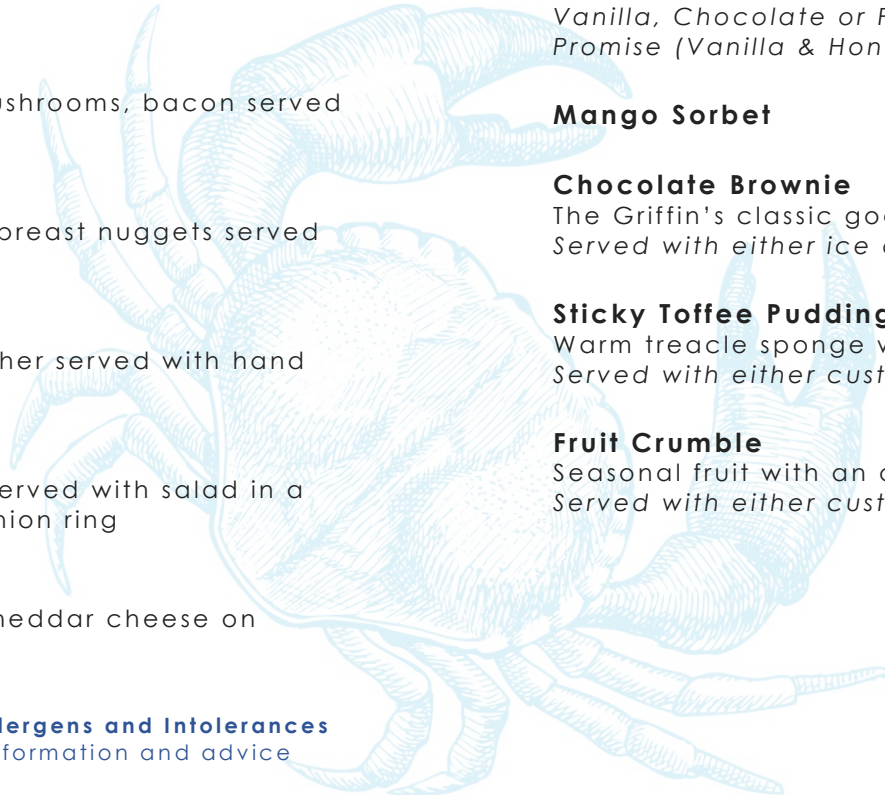 ushrooms, bacon served
breast nuggets served
her served with hand
erved with salad in a
nion ring
heddar cheese on
lergens and Intolerances
formation and advice
Vanilla, Chocolate or F
Promise (Vanilla & Hon
Mango Sorbet
Chocolate Brownie
The Griffin’s classic goo
Served with either ice
Sticky Toffee Pudding
Warm treacle sponge w
Served with either cust
Fruit Crumble
Seasonal fruit with an
Served with either cust